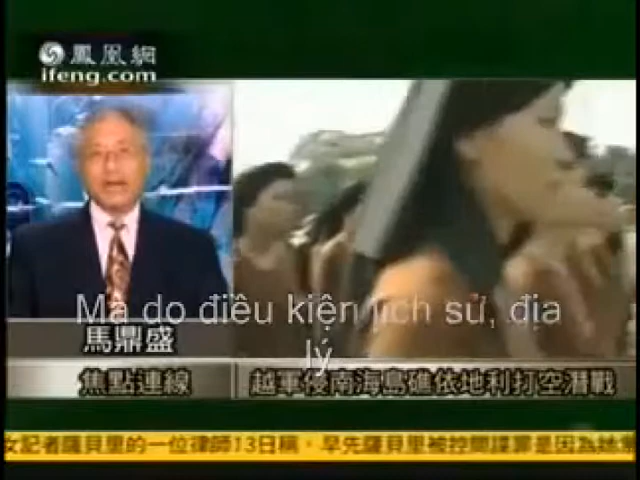 鳳凰網
ifeng.com
Mà do điều kiện lịch sử, địa
lý
馬鼎盛
焦點連線
越軍侵南海島礁依地利打空潛戰
女記者薩貝里的一位律師13日稱,早先薩貝里被控間諜罪是因為她常